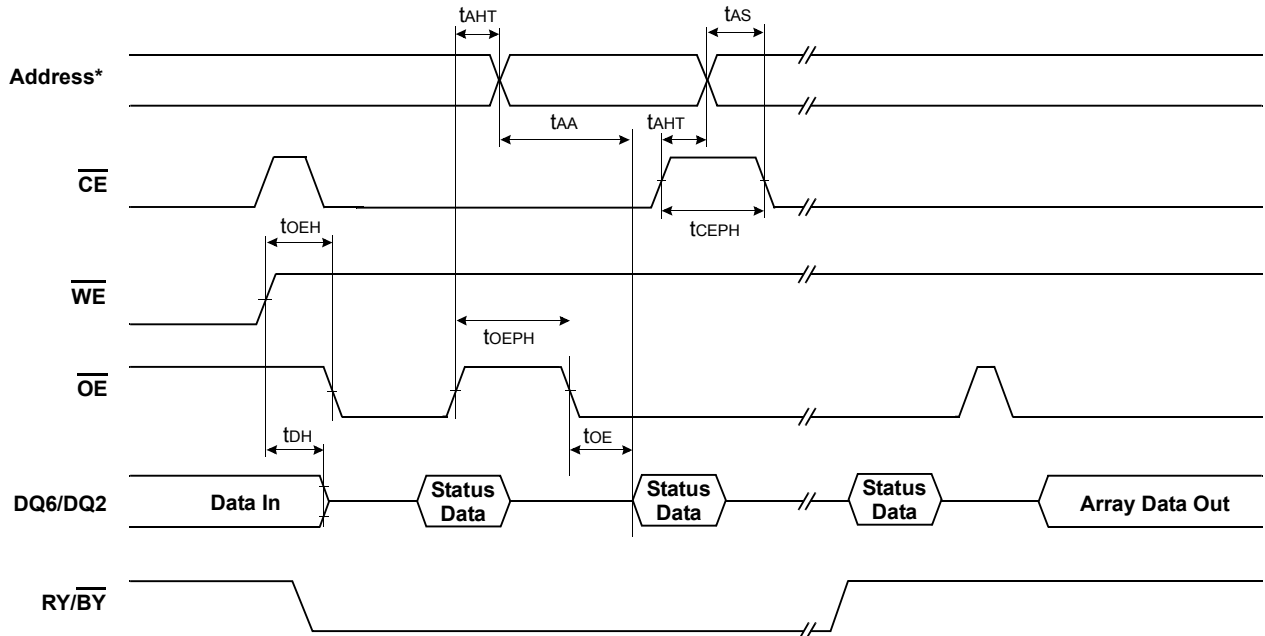 tAHT
tAS
Address*
tAA
tAHT
CE
tCEPH
tOEH
WE
tOEPH
OE
tDH
tOE
DQ6/DQ2
Data In
Status
Data
Status
Data
Status
Data
Array Data Out
RY/BY